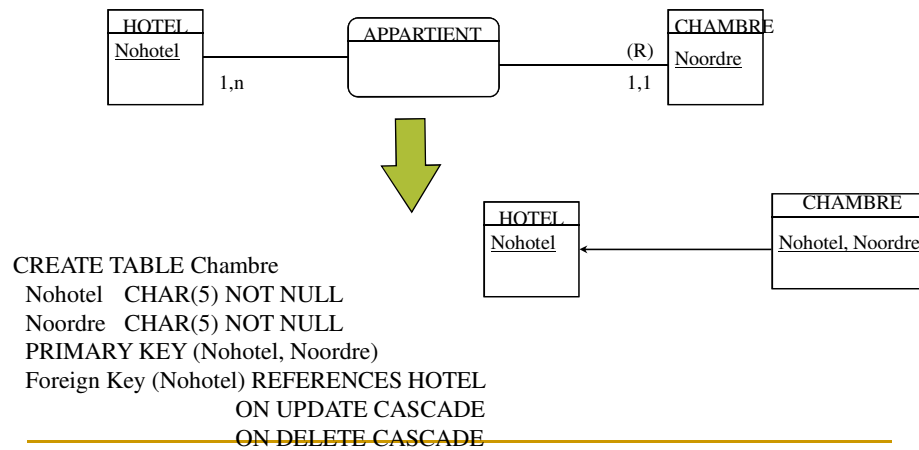 HOTEL
Nohotel
1,n
APPARTIENT
(R)
1,1
CHAMBRE
Noordre
HOTEL
Nohotel
CHAMBRE
Nohotel, Noordre
CREATE TABLE Chambre
Nohotel CHAR(5) NOT NULL
Noordre CHAR(5) NOT NULL
PRIMARY KEY (Nohotel, Noordre)
Foreign Key (Nohotel) REFERENCES HOTEL
ON UPDATE CASCADE
ON DELETE CASCADE